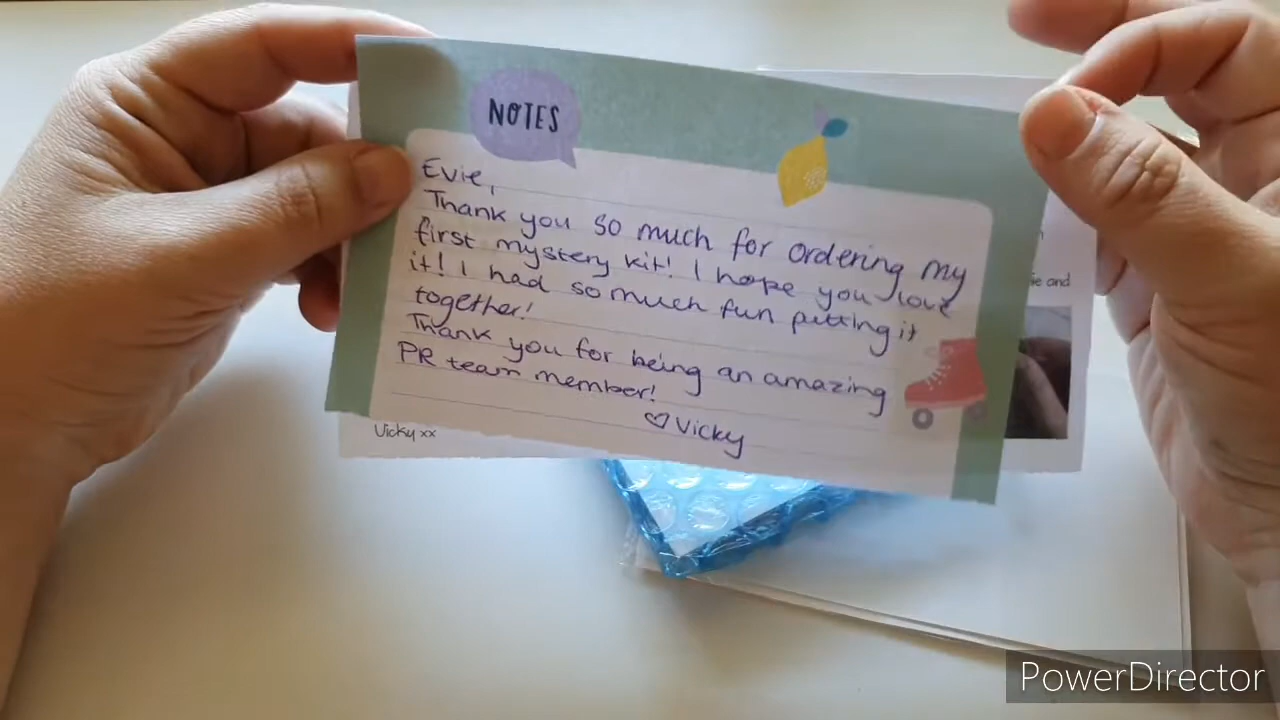 NOTES
Evie,
Thank you so much for ordering my
first mystery kit! I hope you love
it! I had so much fun putting it
together!
Thank you for being an amazing
PR team member!
♡ Vicky
Vicky xx
and
PowerDirector